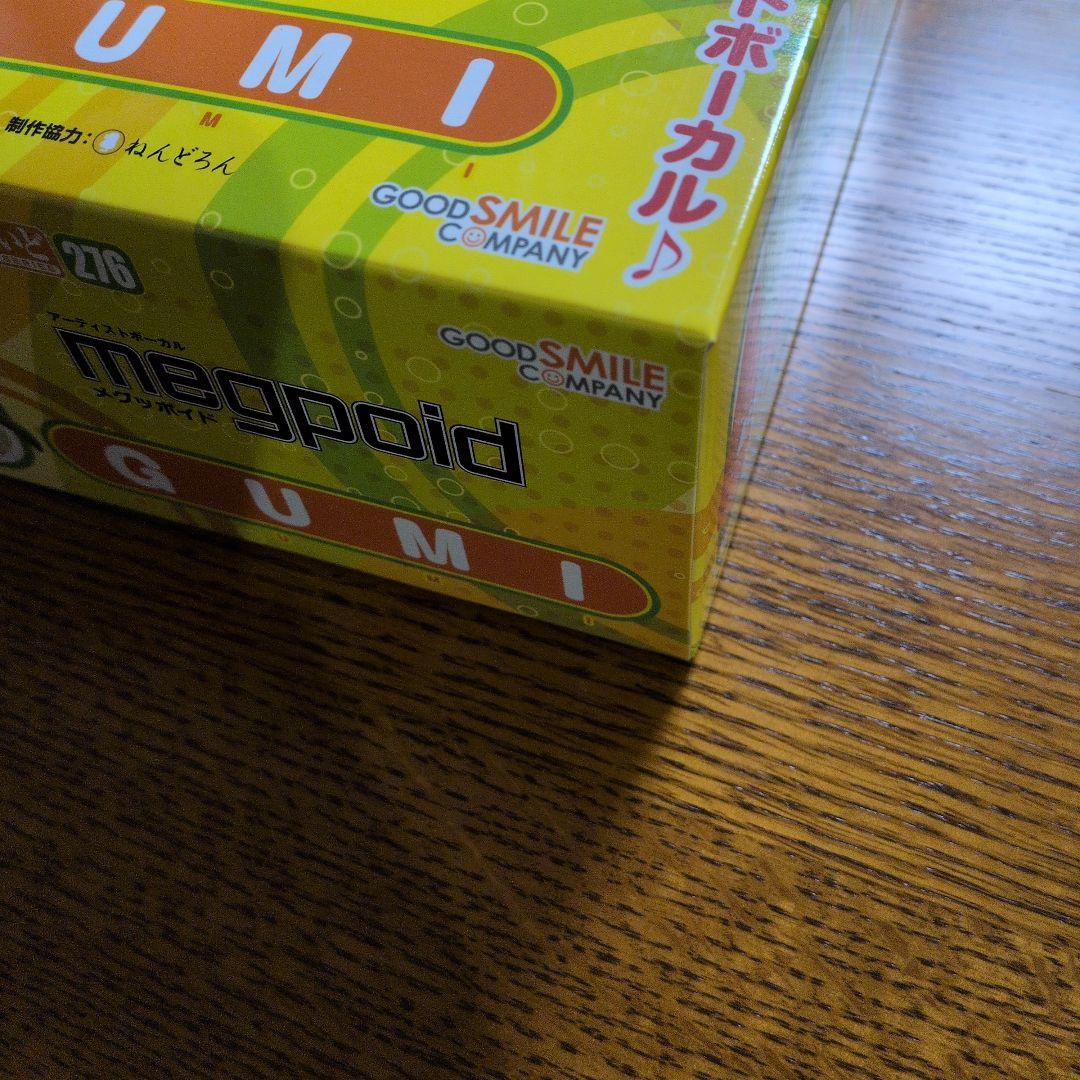 UMI
M
I
制作協力:ねんどろん
GOOD SMILE
COMPANY
ボーカル♪
276
アーティストボーカル
megpoid
メグッポイド
GOOD SMILE
COMPANY
GUMI